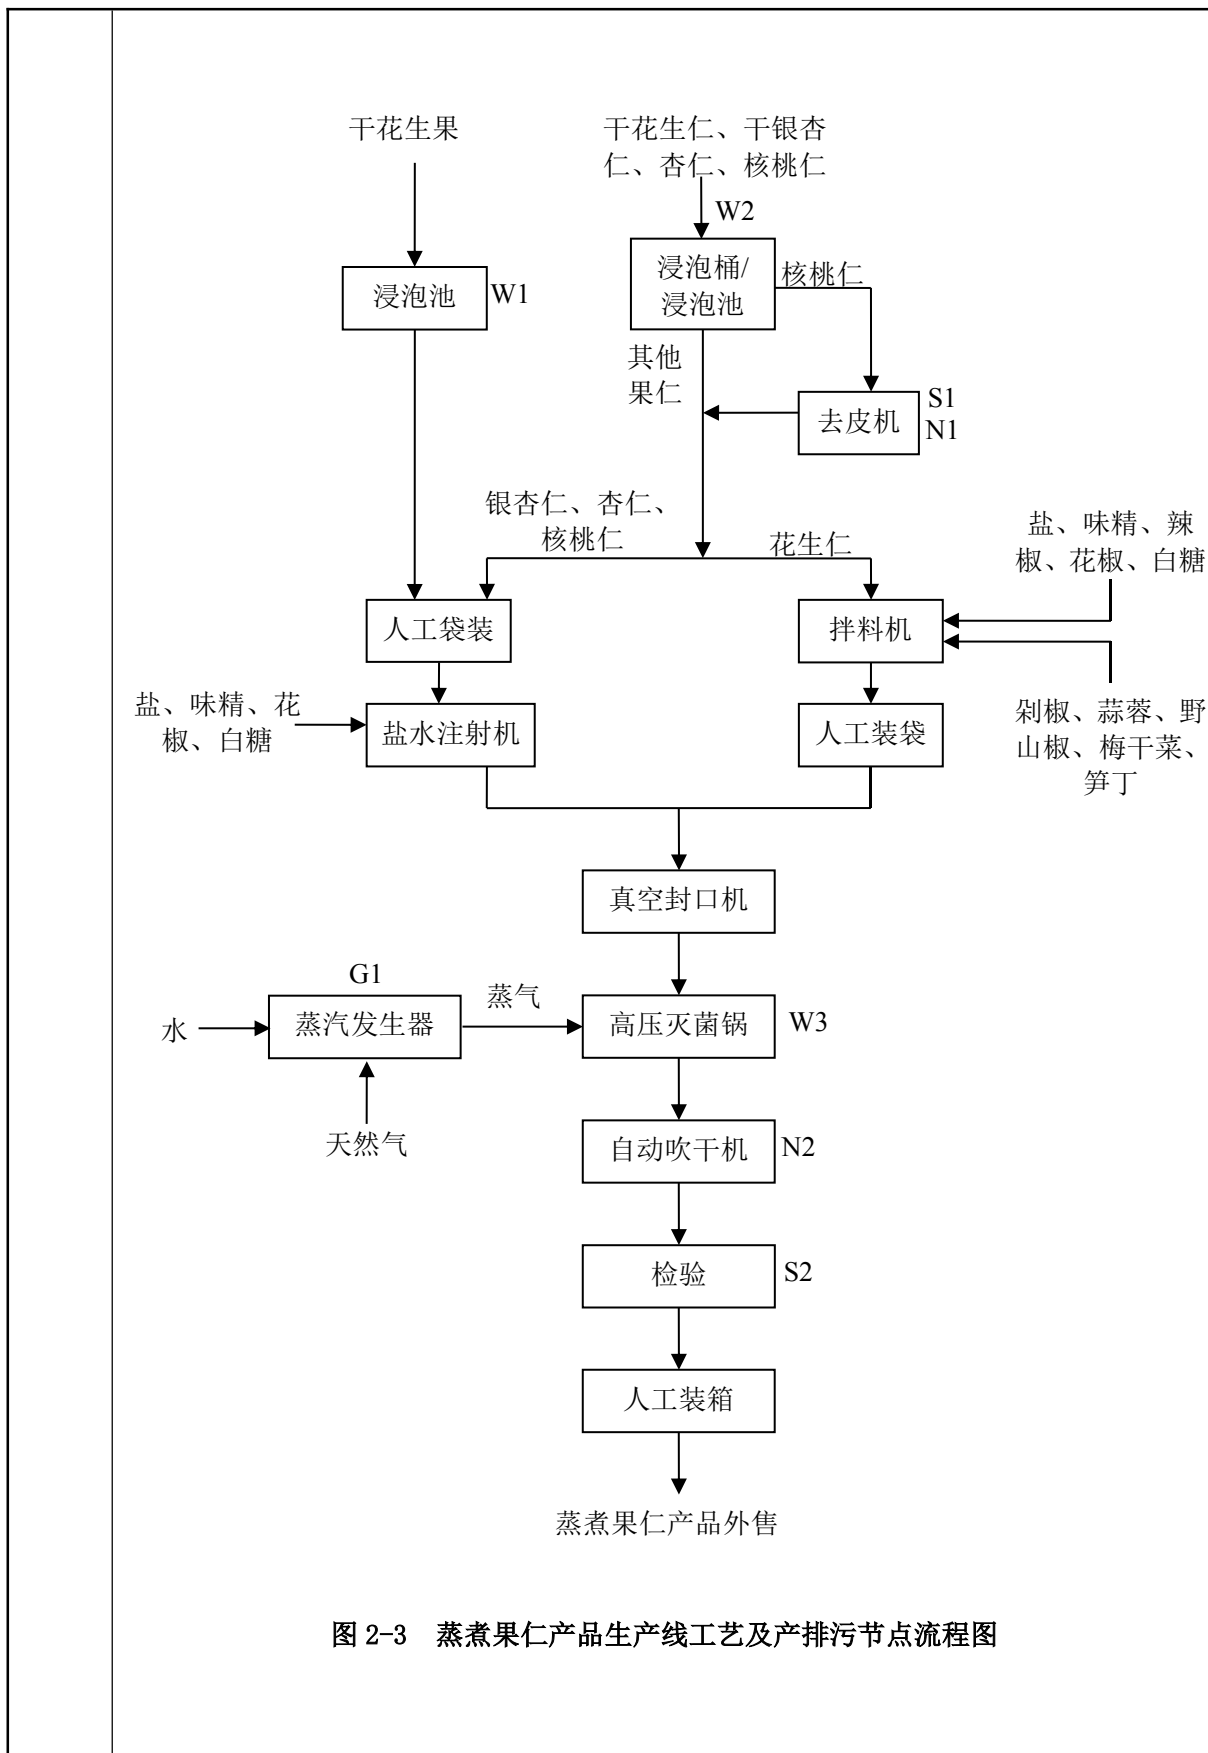 干花生果
干花生仁、干银杏
仁、杏仁、核桃仁
W2
浸泡池
W1
浸泡桶/
浸泡池
核桃仁
其他
果仁
去皮机
S1
N1
银杏仁、杏仁、
核桃仁
花生仁
盐、味精、辣
椒、花椒、白糖
人工袋装
拌料机
盐、味精、花
椒、白糖
盐水注射机
人工装袋
剁椒、蒜蓉、野
山椒、梅干菜、
笋丁
真空封口机
G1
水
蒸汽发生器
蒸气
高压灭菌锅
W3
天然气
自动吹干机
N2
检验
S2
人工装箱
蒸煮果仁产品外售
图 2-3 蒸煮果仁产品生产线工艺及产排污节点流程图